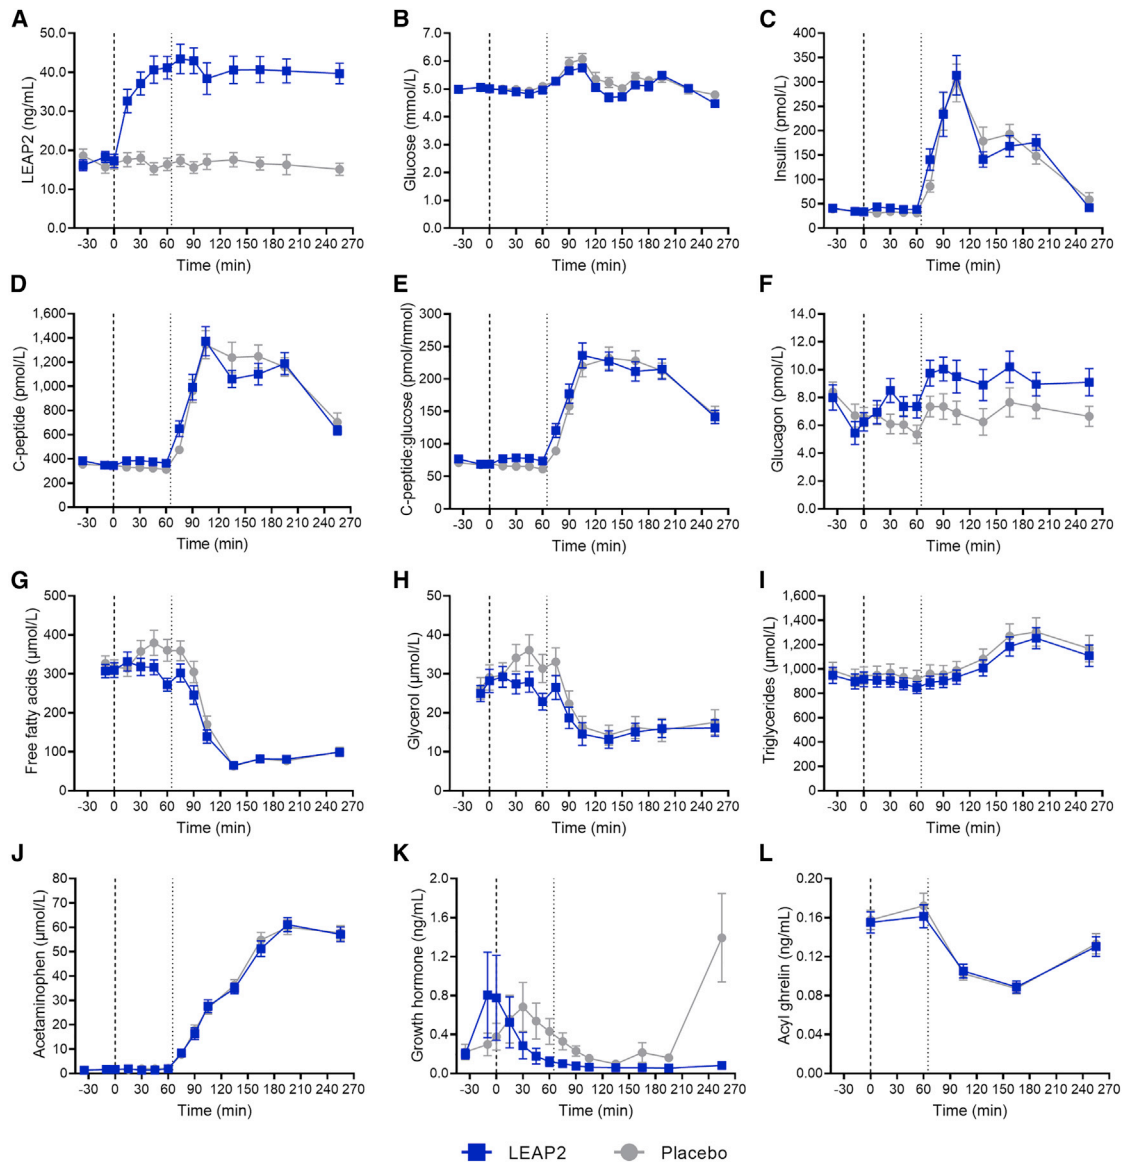 A
LEAP2 (ng/mL)
50.0
40.0
30.0
20.0
10.0
0.0
-30 0 30 60 90 120 150 180 210 240 270
Time (min)
B
Glucose (mmol/L)
7.0
6.0
5.0
4.0
3.0
2.0
1.0
0.0
-30 0 30 60 90 120 150 180 210 240 270
Time (min)
C
Insulin (pmol/L)
400
350
300
250
200
150
100
50
0
-30 0 30 60 90 120 150 180 210 240 270
Time (min)
D
C-peptide (pmol/L)
1,600
1,400
1,200
1,000
800
600
400
200
0
-30 0 30 60 90 120 150 180 210 240 270
Time (min)
E
C-peptide:glucose (pmol/mmol)
300
250
200
150
100
50
0
-30 0 30 60 90 120 150 180 210 240 270
Time (min)
F
Glucagon (pmol/L)
14.0
12.0
10.0
8.0
6.0
4.0
2.0
0.0
-30 0 30 60 90 120 150 180 210 240 270
Time (min)
G
Free fatty acids (µmol/L)
500
400
300
200
100
0
-30 0 30 60 90 120 150 180 210 240 270
Time (min)
H
Glycerol (µmol/L)
50
40
30
20
10
0
-30 0 30 60 90 120 150 180 210 240 270
Time (min)
I
Triglycerides (µmol/L)
1,600
1,400
1,200
1,000
800
600
400
200
0
-30 0 30 60 90 120 150 180 210 240 270
Time (min)
J
Acetaminophen (µmol/L)
80
70
60
50
40
30
20
10
0
-30 0 30 60 90 120 150 180 210 240 270
Time (min)
K
Growth hormone (ng/mL)
2.0
1.6
1.2
0.8
0.4
0.0
-30 0 30 60 90 120 150 180 210 240 270
Time (min)
L
Acyl ghrelin (ng/mL)
0.20
0.16
0.12
0.08
0.04
0.00
-30 0 30 60 90 120 150 180 210 240 270
Time (min)
LEAP2 Placebo